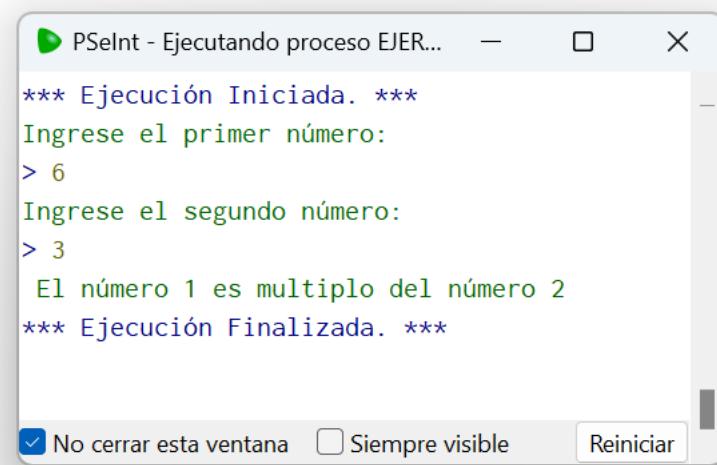 PSeInt - Ejecutando proceso EJER...
*** Ejecución Iniciada. ***
Ingrese el primer número:
> 6
Ingrese el segundo número:
> 3
El número 1 es multiplo del número 2
*** Ejecución Finalizada. ***
No cerrar esta ventana Siempre visible Reiniciar